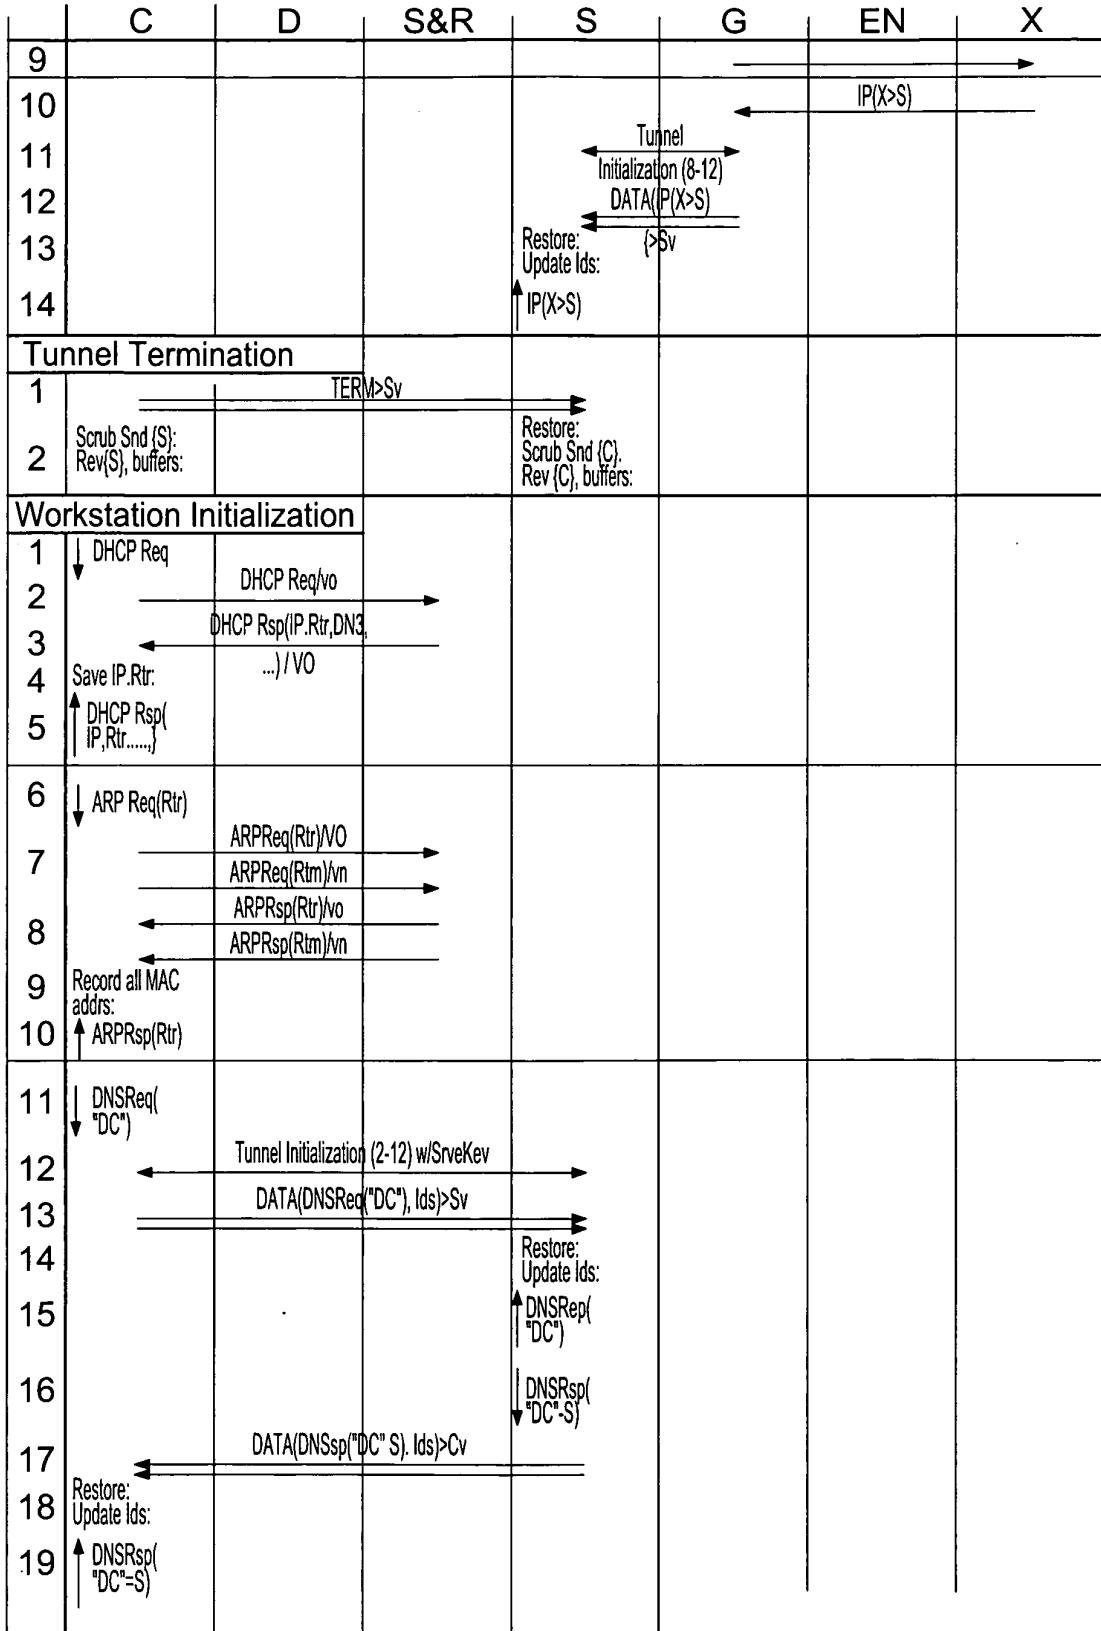 C D S&R S G EN X
9
10 IP(X>S)
11 Tunnel
Initialization (8-12)
12 DATA(IP(X>S)
13 Restore: {>Sv
Update Ids:
14 IP(X>S)
Tunnel Termination
1 TERM>Sv
2 Scrub Snd {S}:
Rev{S}, buffers:
Restore:
Scrub Snd {C}.
Rev {C}, buffers:
Workstation Initialization
1 DHCP Req
2 DHCP Req/vo
3 DHCP Rsp(IP.Rtr,DN3,
...) / VO
4 Save IP.Rtr:
5 DHCP Rsp(
IP,Rtr.....,}
6 ARP Req(Rtr)
7 ARPReq(Rtr)/VO
ARPReq(Rtm)/vn
8 ARPRsp(Rtr)/vo
ARPRsp(Rtm)/vn
9 Record all MAC
addrs:
10 ARPRsp(Rtr)
11 DNSReq(
"DC")
12 Tunnel Initialization (2-12) w/SrveKev
13 DATA(DNSReq("DC"), Ids)>Sv
14 Restore:
Update Ids:
15 DNSRep(
"DC")
16 DNSRsp(
"DC"-S)
17 DATA(DNSsp("DC" S). Ids)>Cv
18 Restore:
Update Ids:
19 DNSRsp(
"DC"=S)